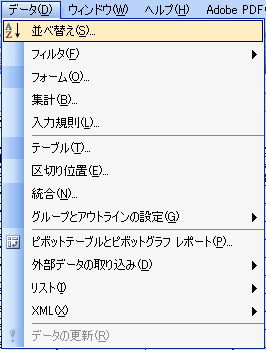 データ(D) ウィンドウ(W) ヘルプ(H) Adobe PDF
並べ替え(S)...
フィルタ(F)
フォーム(O)...
集計(B)...
入力規則(L)...
テーブル(T)...
区切り位置(E)...
統合(N)...
グループとアウトラインの設定(G)
ピボットテーブルとピボットグラフ レポート(P)...
外部データの取り込み(D)
リスト(I)
XML(X)
データの更新(R)